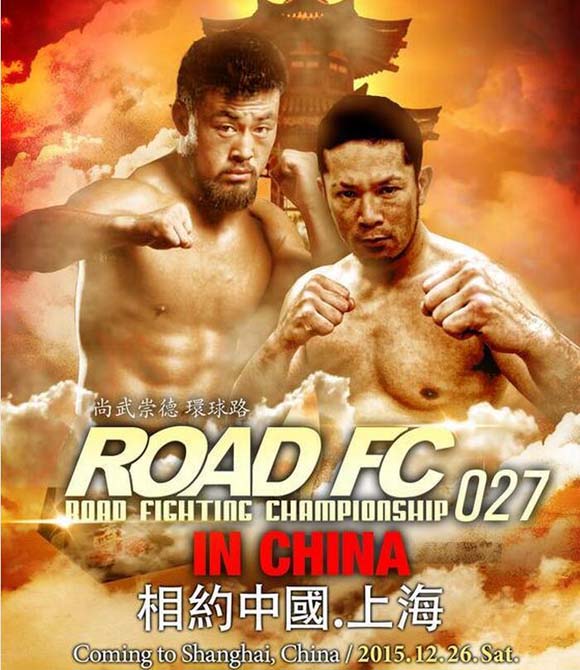 尚武崇德 環球路
ROAD FC 027
ROAD FIGHTING CHAMPIONSHIP
IN CHINA
相約中國.上海
Coming to Shanghai, China / 2015.12.26.Sat.